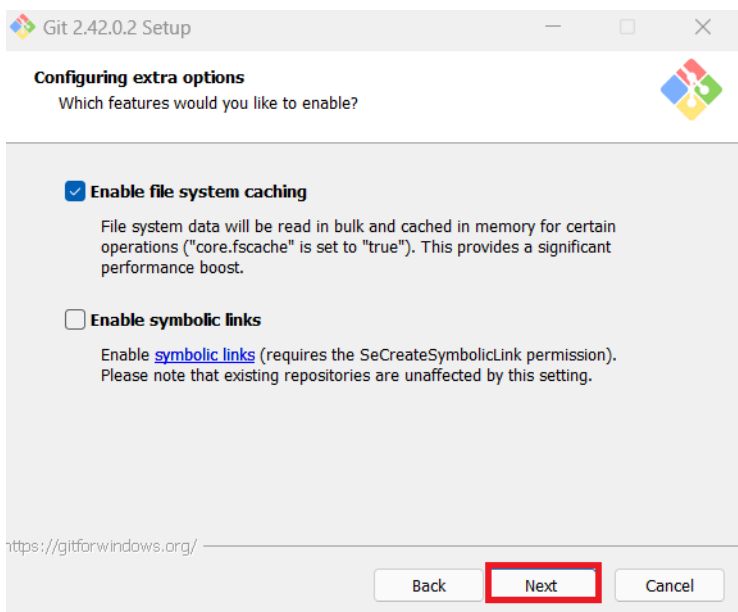 Git 2.42.0.2 Setup
Configuring extra options
Which features would you like to enable?
Enable file system caching
File system data will be read in bulk and cached in memory for certain
operations ("core.fscache" is set to "true"). This provides a significant
performance boost.
Enable symbolic links
Enable symbolic links (requires the SeCreateSymbolicLink permission).
Please note that existing repositories are unaffected by this setting.
https://gitforwindows.org/
Back Next Cancel